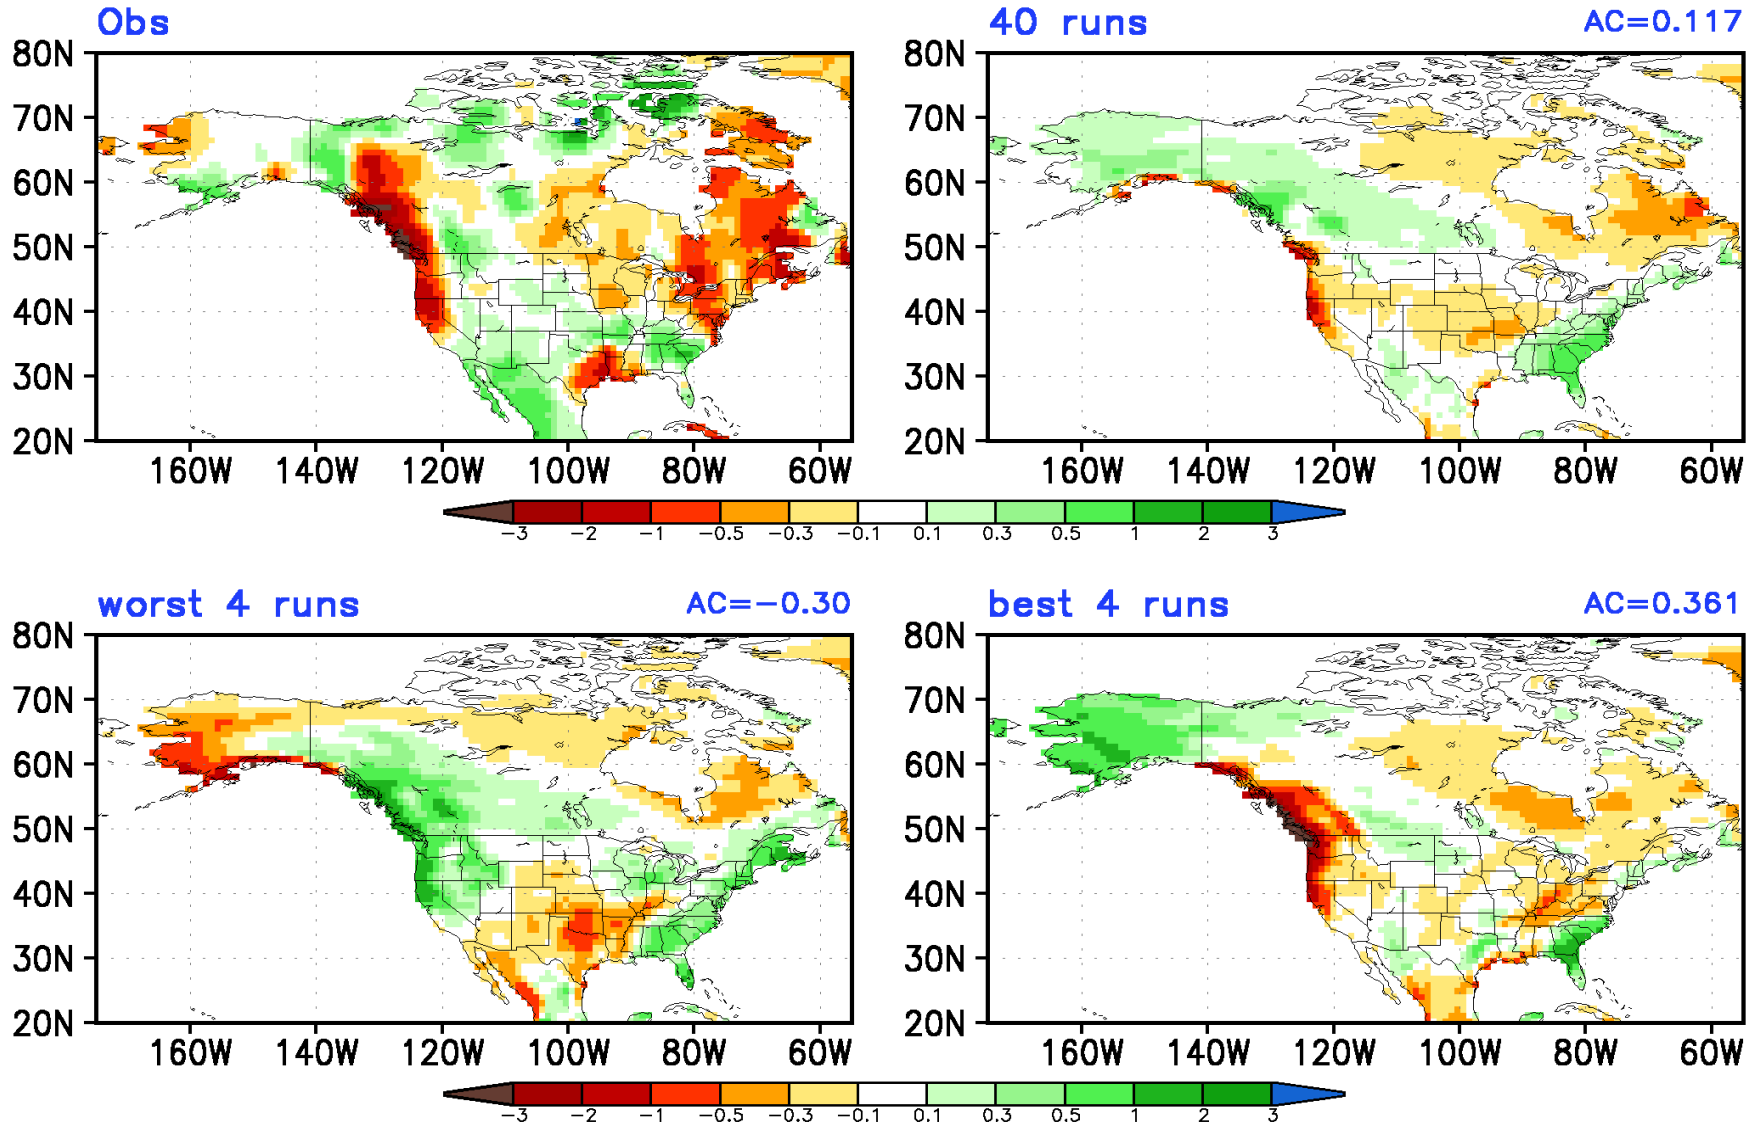 Obs
40 runs AC=0.117
80N 80N
70N 70N
60N 60N
50N 50N
40N 40N
30N 30N
20N 20N
160W 140W 120W 100W 80W 60W 160W 140W 120W 100W 80W 60W
-3 -2 -1 -0.5 -0.3 -0.1 0.1 0.3 0.5 1 2 3
worst 4 runs AC=-0.30
best 4 runs AC=0.361
80N 80N
70N 70N
60N 60N
50N 50N
40N 40N
30N 30N
20N 20N
160W 140W 120W 100W 80W 60W 160W 140W 120W 100W 80W 60W
-3 -2 -1 -0.5 -0.3 -0.1 0.1 0.3 0.5 1 2 3